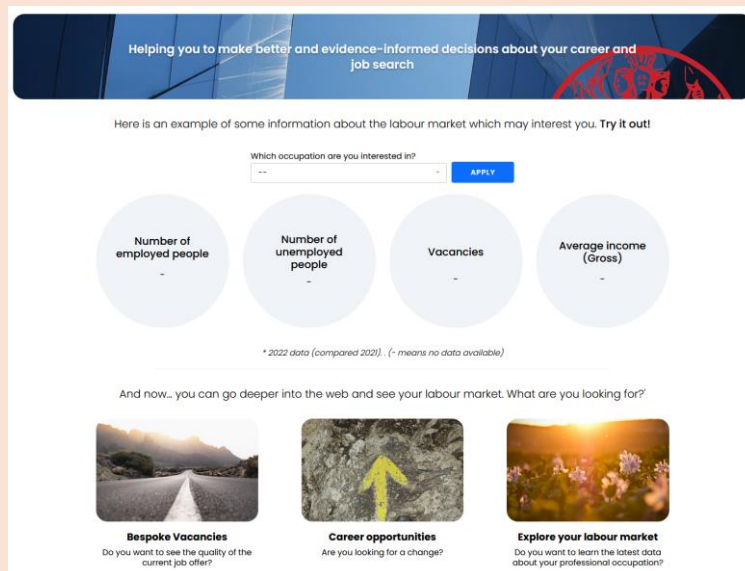 Helping you to make better and evidence-informed decisions about your career and
job search
Here is an example of some information about the labour market which may interest you. Try it out!
Which occupation are you interested in?
--
APPLY
Number of
employed people
-
Number of
unemployed
people
-
Vacancies
-
Average income
(Gross)
-
* 2022 data (compared 2021). . (- means no data available)
And now... you can go deeper into the web and see your labour market. What are you looking for?'
Bespoke Vacancies
Do you want to see the quality of the
current job offer?
Career opportunities
Are you looking for a change?
Explore your labour market
Do you want to learn the latest data
about your professional occupation?